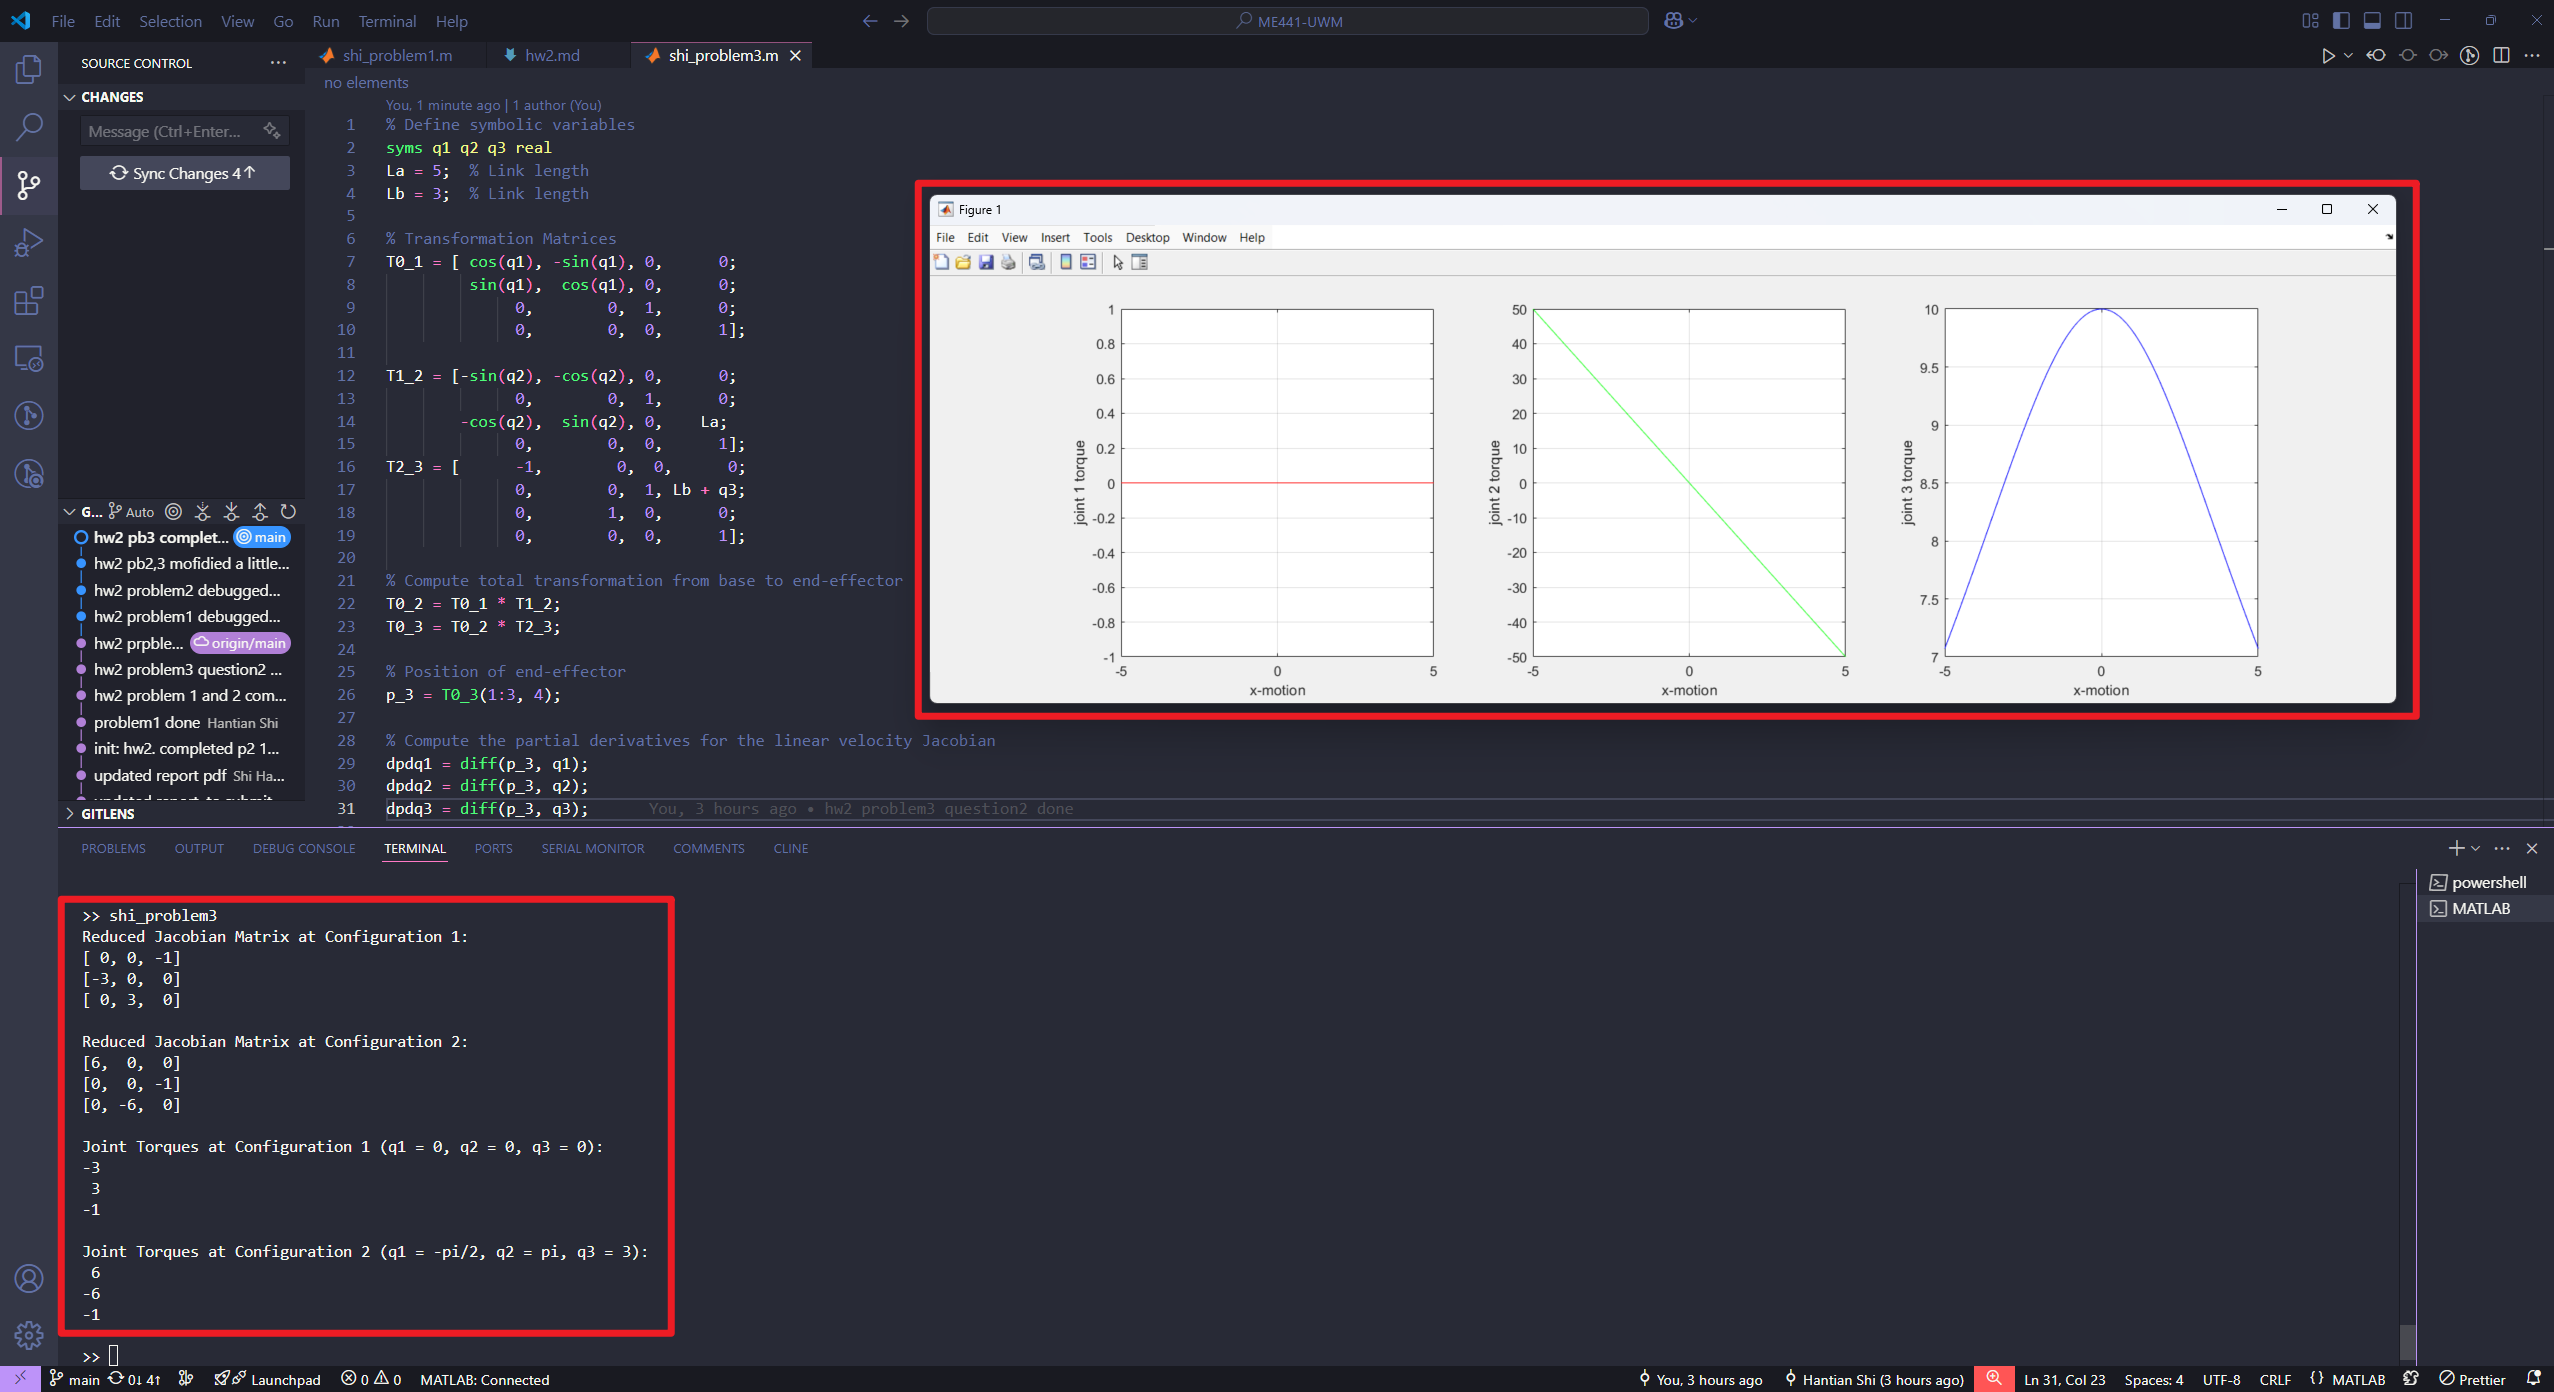 File Edit Selection View Go Run Terminal Help
ME441-UWM
SOURCE CONTROL
CHANGES
Message (Ctrl+Enter...
Sync Changes 4↑
G... Auto
hw2 pb3 complet... main
hw2 pb2,3 mofidied a little...
hw2 problem2 debugged...
hw2 problem1 debugged...
hw2 prpble... origin/main
hw2 problem3 question2 ...
hw2 problem 1 and 2 com...
problem1 done Hantian Shi
init: hw2. completed p2 1...
updated report pdf Shi Ha...
GITLENS
shi_problem1.m hw2.md shi_problem3.m
no elements
You, 1 minute ago | 1 author (You)
1 % Define symbolic variables
2 syms q1 q2 q3 real
3 La = 5; % Link length
4 Lb = 3; % Link length
5
6 % Transformation Matrices
7 T0_1 = [ cos(q1), -sin(q1), 0, 0;
8 sin(q1), cos(q1), 0, 0;
9 0, 0, 1, 0;
10 0, 0, 0, 1];
11
12 T1_2 = [-sin(q2), -cos(q2), 0, 0;
13 0, 0, 1, 0;
14 -cos(q2), sin(q2), 0, La;
15 0, 0, 0, 1];
16 T2_3 = [ -1, 0, 0, 0;
17 0, 0, 1, Lb + q3;
18 0, 1, 0, 0;
19 0, 0, 0, 1];
20
21 % Compute total transformation from base to end-effector
22 T0_2 = T0_1 * T1_2;
23 T0_3 = T0_2 * T2_3;
24
25 % Position of end-effector
26 p_3 = T0_3(1:3, 4);
27
28 % Compute the partial derivatives for the linear velocity Jacobian
29 dpdq1 = diff(p_3, q1);
30 dpdq2 = diff(p_3, q2);
31 dpdq3 = diff(p_3, q3); You, 3 hours ago • hw2 problem3 question2 done
Figure 1
File Edit View Insert Tools Desktop Window Help
joint 1 torque
1
0.8
0.6
0.4
0.2
0
-0.2
-0.4
-0.6
-0.8
-1
-5 0 5
x-motion
joint 2 torque
50
40
30
20
10
0
-10
-20
-30
-40
-50
-5 0 5
x-motion
joint 3 torque
10
9.5
9
8.5
8
7.5
7
-5 0 5
x-motion
PROBLEMS OUTPUT DEBUG CONSOLE TERMINAL PORTS SERIAL MONITOR COMMENTS CLINE
powershell
MATLAB
>> shi_problem3
Reduced Jacobian Matrix at Configuration 1:
[ 0, 0, -1]
[-3, 0, 0]
[ 0, 3, 0]
Reduced Jacobian Matrix at Configuration 2:
[6, 0, 0]
[0, 0, -1]
[0, -6, 0]
Joint Torques at Configuration 1 (q1 = 0, q2 = 0, q3 = 0):
-3
3
-1
Joint Torques at Configuration 2 (q1 = -pi/2, q2 = pi, q3 = 3):
6
-6
-1
>>
main 0↓ 4↑ Launchpad 0 0 MATLAB: Connected
You, 3 hours ago Hantian Shi (3 hours ago) Ln 31, Col 23 Spaces: 4 UTF-8 CRLF {} MATLAB Prettier